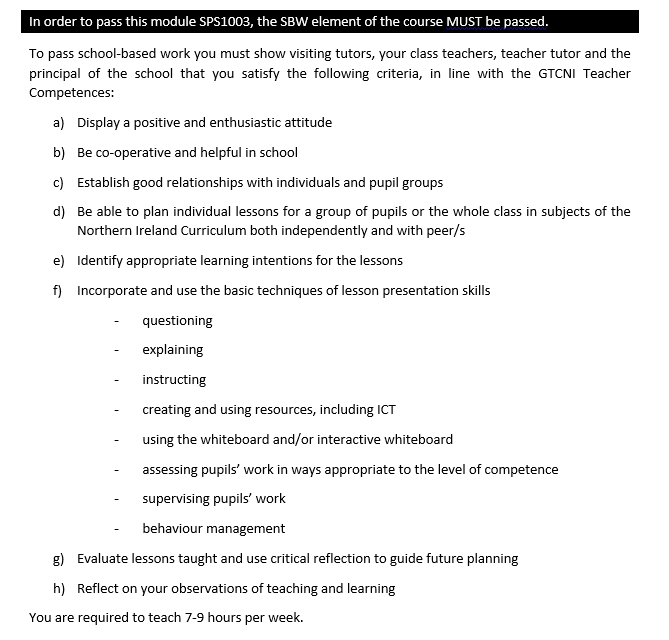 In order to pass this module SPS1003, the SBW element of the course MUST be passed.
To pass school-based work you must show visiting tutors, your class teachers, teacher tutor and the
principal of the school that you satisfy the following criteria, in line with the GTCNI Teacher
Competences:
a) Display a positive and enthusiastic attitude
b) Be co-operative and helpful in school
c) Establish good relationships with individuals and pupil groups
d) Be able to plan individual lessons for a group of pupils or the whole class in subjects of the
Northern Ireland Curriculum both independently and with peer/s
e) Identify appropriate learning intentions for the lessons
f) Incorporate and use the basic techniques of lesson presentation skills
- questioning
- explaining
- instructing
- creating and using resources, including ICT
- using the whiteboard and/or interactive whiteboard
- assessing pupils' work in ways appropriate to the level of competence
- supervising pupils' work
- behaviour management
g) Evaluate lessons taught and use critical reflection to guide future planning
h) Reflect on your observations of teaching and learning
You are required to teach 7-9 hours per week.